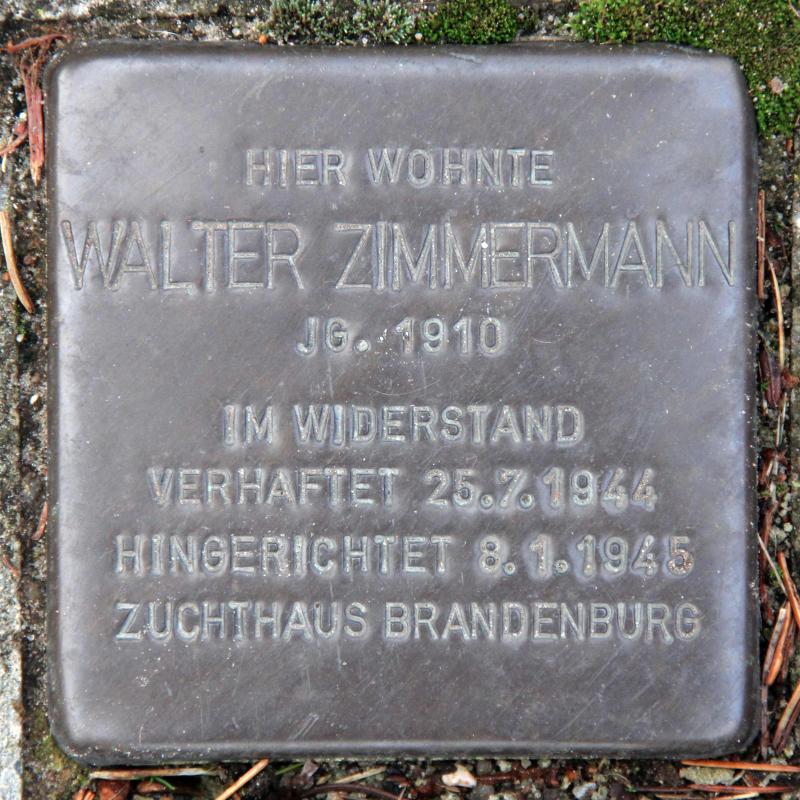 HIER WOHNTE
WALTER ZIMMERMANN
JG. 1910
IM WIDERSTAND
VERHAFTET 25.7.1944
HINGERICHTET 8.1.1945
ZUCHTHAUS BRANDENBURG